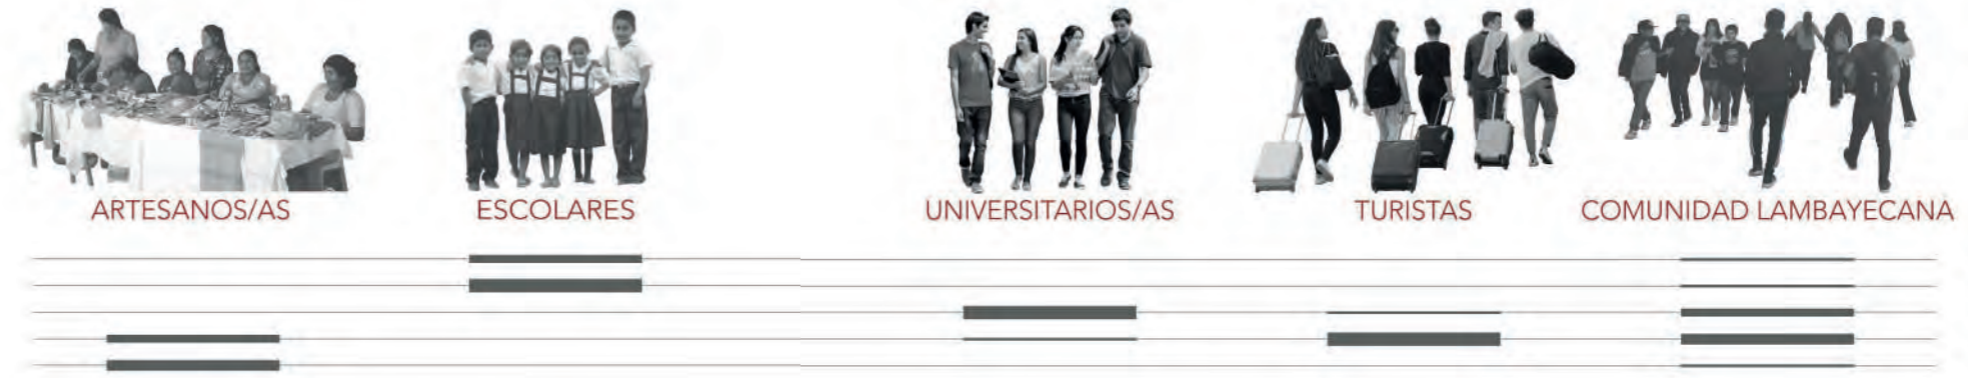 ARTESANOS/AS
ESCOLARES
UNIVERSITARIOS/AS
TURISTAS
COMUNIDAD LAMBAYECANA